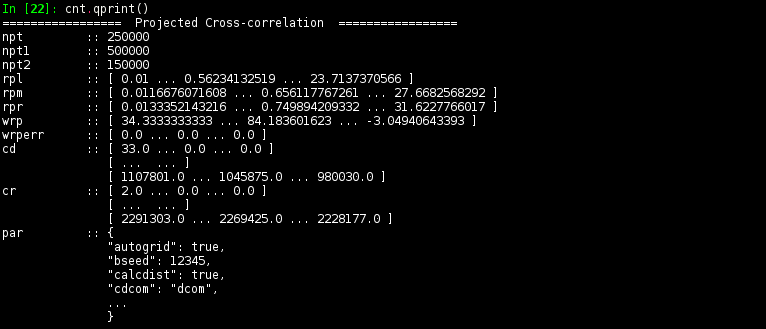 In [22]: cnt.qprint()
================= Projected Cross-correlation =================
npt :: 250000
npt1 :: 500000
npt2 :: 150000
rpl :: [ 0.01 ... 0.56234132519 ... 23.7137370566 ]
rpm :: [ 0.0116676071608 ... 0.656117767261 ... 27.6682568292 ]
rpr :: [ 0.0133352143216 ... 0.749894209332 ... 31.6227766017 ]
wrp :: [ 34.3333333333 ... 84.183601623 ... -3.04940643393 ]
wrperr :: [ 0.0 ... 0.0 ... 0.0 ]
cd :: [ 33.0 ... 0.0 ... 0.0 ]
[ ... ... ]
[ 1107801.0 ... 1045875.0 ... 980030.0 ]
cr :: [ 2.0 ... 0.0 ... 0.0 ]
[ ... ... ]
[ 2291303.0 ... 2269425.0 ... 2228177.0 ]
par :: {
"autogrid": true,
"bseed": 12345,
"calcdist": true,
"cdcom": "dcom",
...
}